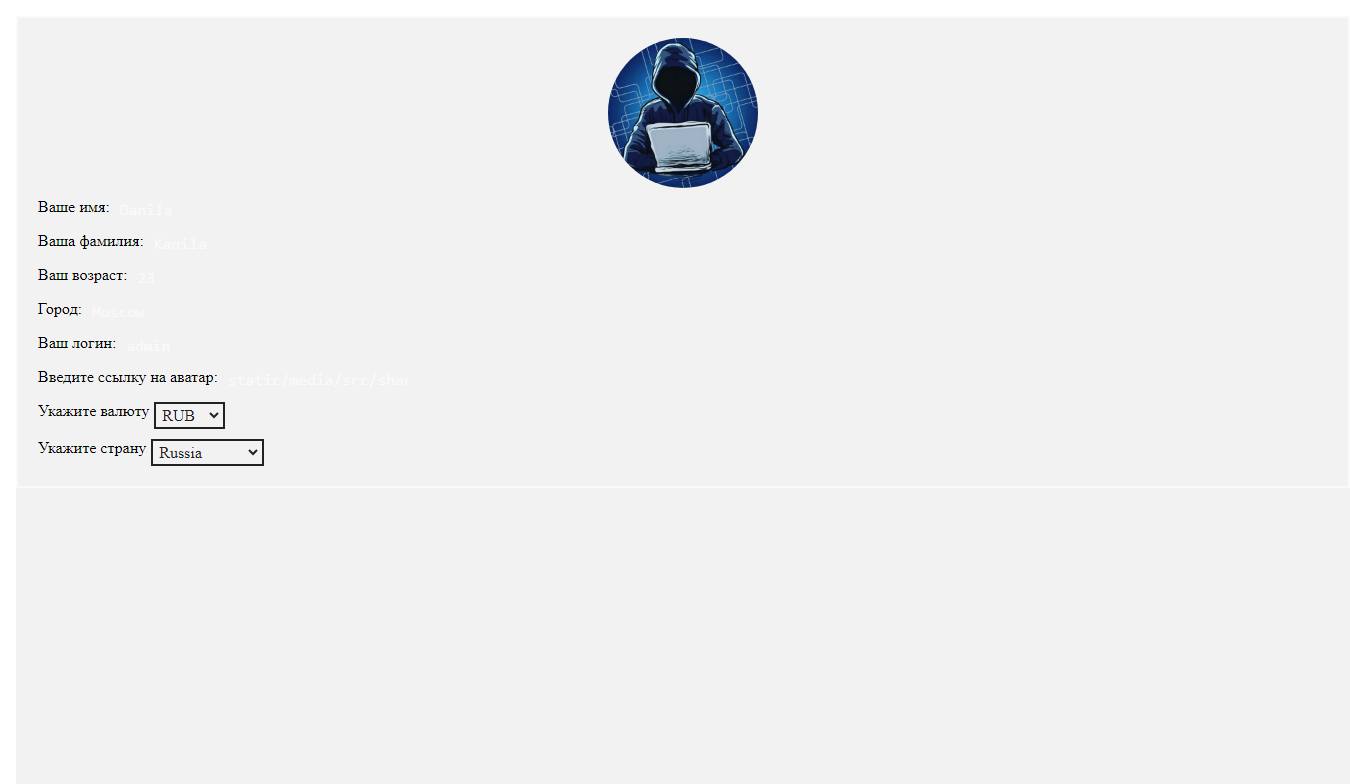 Ваше имя: Danila
Ваша фамилия: Kanila
Ваш возраст: 23
Город: Moscow
Ваш логин: admin
Введите ссылку на аватар: static/media/src/shar
Укажите валюту RUB
Укажите страну Russia